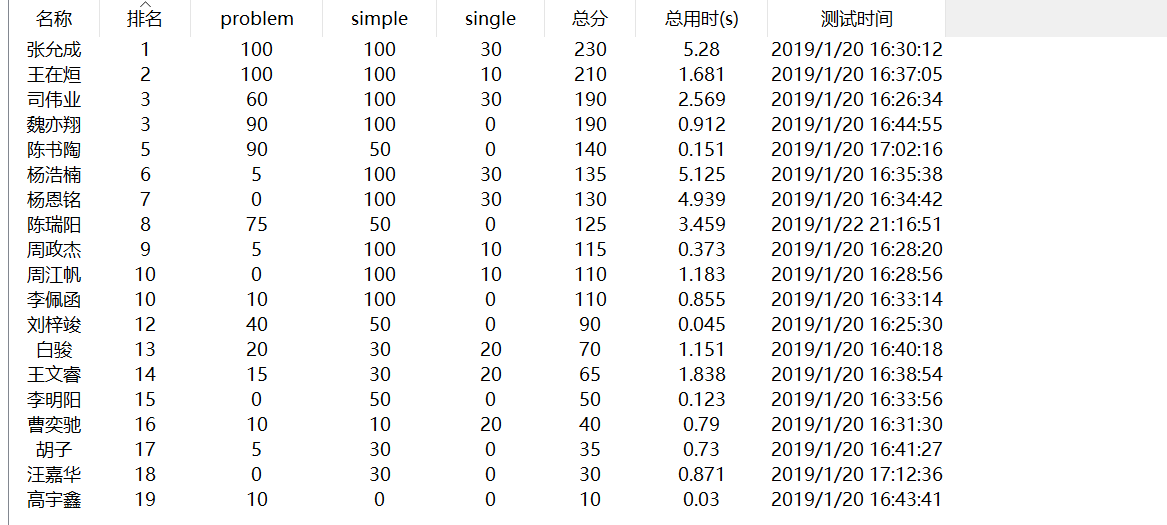 名称 排名 problem simple single 总分 总用时(s) 测试时间
张允成 1 100 100 30 230 5.28 2019/1/20 16:30:12
王在烜 2 100 100 10 210 1.681 2019/1/20 16:37:05
司伟业 3 60 100 30 190 2.569 2019/1/20 16:26:34
魏亦翔 3 90 100 0 190 0.912 2019/1/20 16:44:55
陈书陶 5 90 50 0 140 0.151 2019/1/20 17:02:16
杨浩楠 6 5 100 30 135 5.125 2019/1/20 16:35:38
杨恩铭 7 0 100 30 130 4.939 2019/1/20 16:34:42
陈瑞阳 8 75 50 0 125 3.459 2019/1/22 21:16:51
周政杰 9 5 100 10 115 0.373 2019/1/20 16:28:20
周江帆 10 0 100 10 110 1.183 2019/1/20 16:28:56
李佩函 10 10 100 0 110 0.855 2019/1/20 16:33:14
刘梓竣 12 40 50 0 90 0.045 2019/1/20 16:25:30
白骏 13 20 30 20 70 1.151 2019/1/20 16:40:18
王文睿 14 15 30 20 65 1.838 2019/1/20 16:38:54
李明阳 15 0 50 0 50 0.123 2019/1/20 16:33:56
曹奕驰 16 10 10 20 40 0.79 2019/1/20 16:31:30
胡子 17 5 30 0 35 0.73 2019/1/20 16:41:27
汪嘉华 18 0 30 0 30 0.871 2019/1/20 17:12:36
高宇鑫 19 10 0 0 10 0.03 2019/1/20 16:43:41